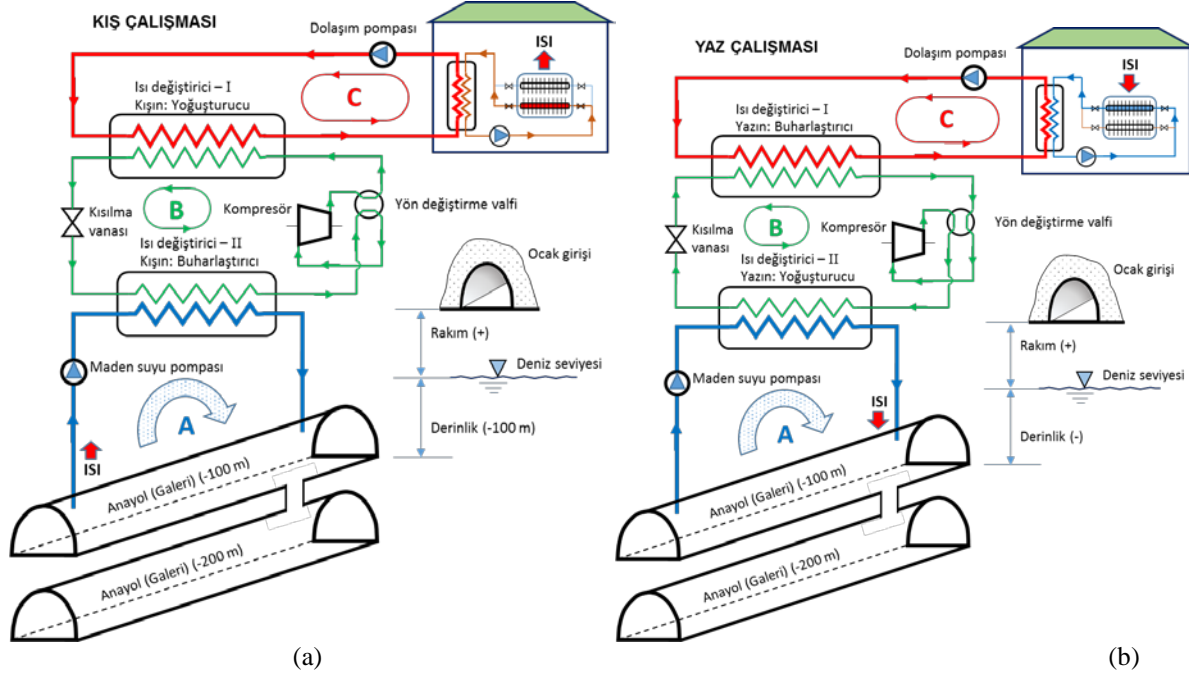 KIŞ ÇALIŞMASI
Dolaşım pompası
ISI
Isı değiştirici – I
Kışın: Yoğuşturucu
C
B
Kısılma
vanası
Kompresör
Yön değiştirme valfi
Isı değiştirici – II
Kışın: Buharlaştırıcı
Ocak girişi
Rakım (+)
Deniz seviyesi
Maden suyu pompası
A
Derinlik (-100 m)
ISI
Anayol (Galeri) (-100 m)
Anayol (Galeri) (-200 m)
(a)
YAZ ÇALIŞMASI
Dolaşım pompası
ISI
Isı değiştirici – I
Yazın: Buharlaştırıcı
C
B
Kısılma
vanası
Kompresör
Yön değiştirme valfi
Isı değiştirici – II
Yazın: Yoğuşturucu
Ocak girişi
Rakım (+)
Deniz seviyesi
Maden suyu pompası
A
ISI
Derinlik (-)
Anayol (Galeri) (-100 m)
Anayol (Galeri) (-200 m)
(b)